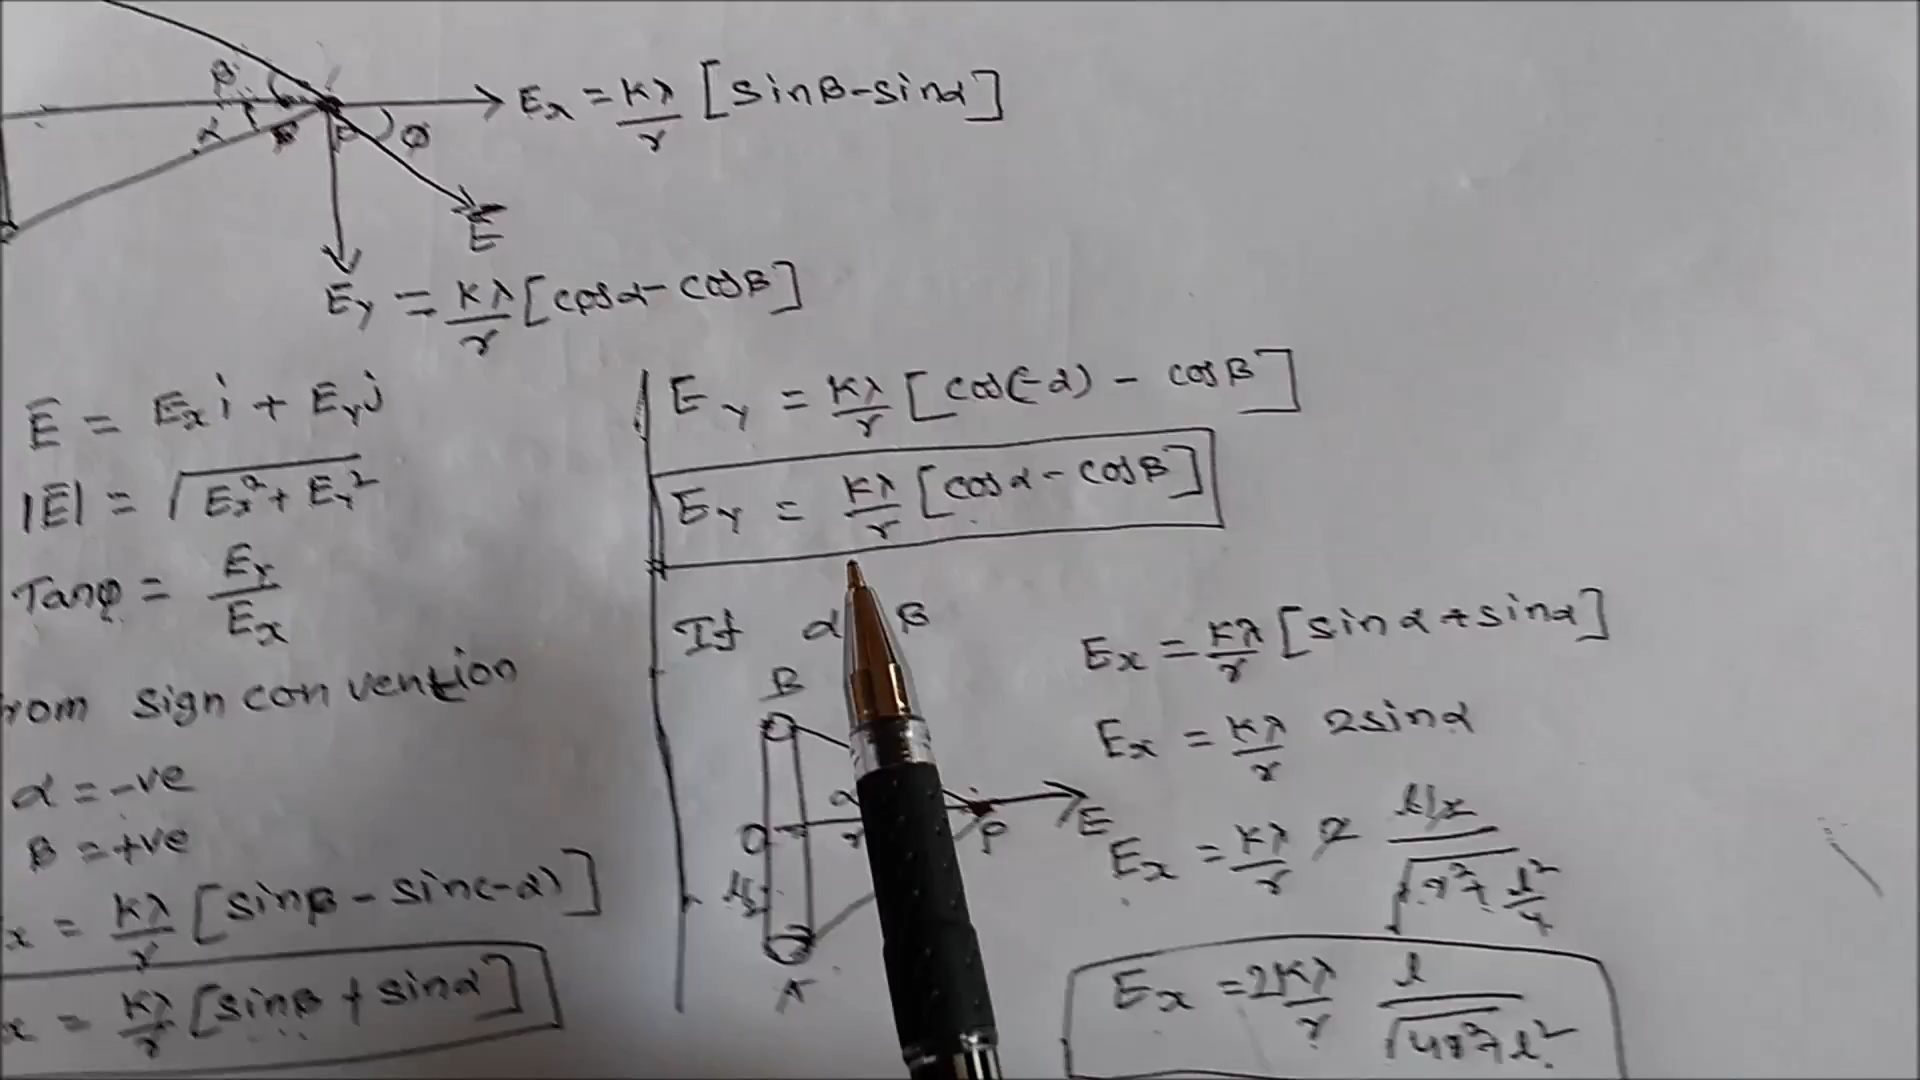 β
α
P
φ
Ex = Kλ/r [sinβ-sinα]
E
EY = Kλ/r [cosα-cosβ]
E = Exi + EYj
|E| = √Ex²+EY²
Tanφ = EY/Ex
rom sign convention
α = -ve
B = +ve
x = Kλ/r [sinβ - sin(-α)]
x = Kλ/r [sinβ + sinα]
EY = Kλ/r [cos(-α) - cosβ]
EY = Kλ/r [cosα - cosβ]
If α β
B
α
O
r
P
E
A
Ex = Kλ/r [sinα + sinα]
Ex = Kλ/r 2sinα
Ex = Kλ/r 2 l/2/√r²+l²/4
Ex = 2Kλ/r l/√4r²+l²